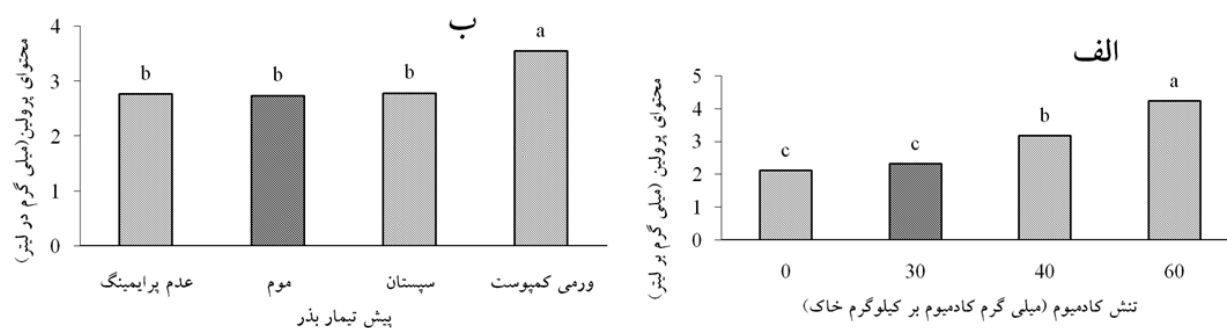 الف
محتوای پرولین (میلی گرم بر لیتر)
5
4
3
2
1
0
c
c
b
a
0 30 40 60
تنش کادمیوم (میلی گرم کادمیوم بر کیلوگرم خاک)
ب
محتوای پرولین(میلی گرم در لیتر)
4
3
2
1
0
b
b
b
a
عدم پرایمینگ
موم
سپستان
ورمی کمپوست
پیش تیمار بذر